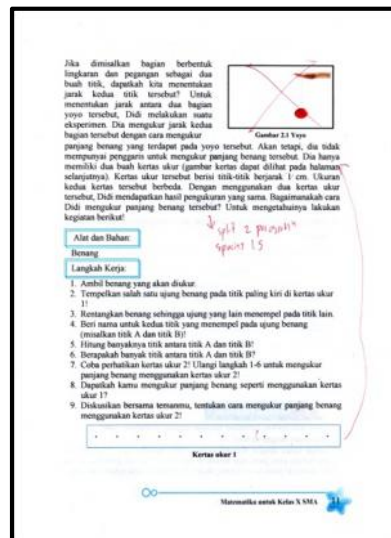 Jika dimisalkan bagian berbentuk
lingkaran dan pegangan sebagai dua
buah titik, dapatkah kita menentukan
jarak kedua titik tersebut? Untuk
menentukan jarak antara dua bagian
yoyo tersebut, Didi melakukan suatu
eksperimen. Dia mengukur jarak kedua
bagian tersebut dengan cara mengukur
Gambar 2.1 Yoyo
panjang benang yang terdapat pada yoyo tersebut. Akan tetapi, dia tidak
mempunyai penggaris untuk mengukur panjang benang tersebut. Dia hanya
memiliki dua buah kertas ukur (gambar kertas dapat dilihat pada halaman
selanjutnya). Kertas ukur tersebut berisi titik-titik berjarak 1 cm. Ukuran
kedua kertas tersebut berbeda. Dengan menggunakan dua kertas ukur
tersebut, Didi mendapatkan hasil pengukuran yang sama. Bagaimanakah cara
Didi mengukur panjang benang tersebut? Untuk mengetahuinya lakukan
kegiatan berikut!
split 2
1.5
Alat dan Bahan:
Benang
Langkah Kerja:
1. Ambil benang yang akan diukur.
2. Tempelkan salah satu ujung benang pada titik paling kiri di kertas ukur
1!
3. Rentangkan benang sehingga ujung yang lain menempel pada titik lain.
4. Beri nama untuk kedua titik yang menempel pada ujung benang
(misalkan titik A dan titik B)!
5. Hitung banyaknya titik antara titik A dan titik B!
6. Berapakah banyak titik antara titik A dan titik B?
7. Coba perhatikan kertas ukur 2! Ulangi langkah 1-6 untuk mengukur
panjang benang menggunakan kertas ukur 2!
8. Dapatkah kamu mengukur panjang benang seperti menggunakan kertas
ukur 1?
9. Diskusikan bersama temanmu, tentukan cara mengukur panjang benang
menggunakan kertas ukur 2!
Kertas ukur 1
Matematika untuk Kelas X SMA